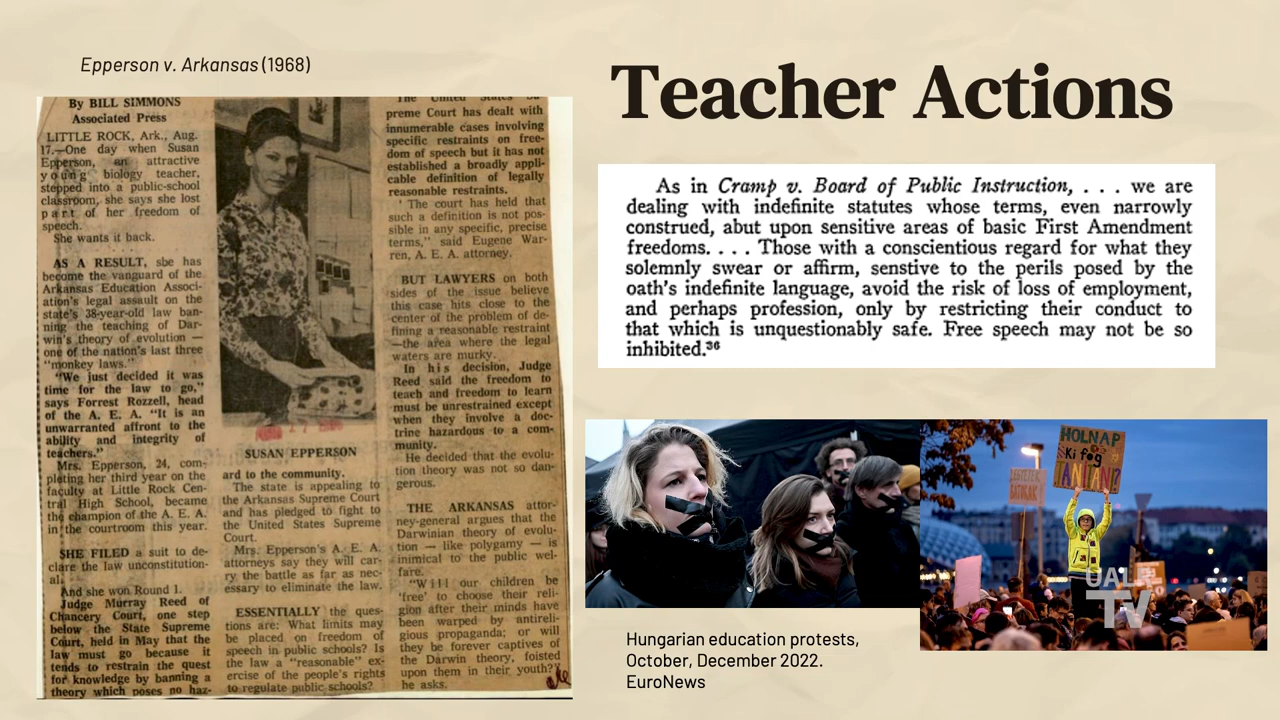 Epperson v. Arkansas (1968)
Teacher Actions
By BILL SIMMONS
Associated Press
LITTLE ROCK, Ark., Aug.
17.—One day when Susan
Epperson, an attractive
young biology teacher,
stepped into a public-school
classroom, she says she lost
part of her freedom of
speech.
She wants it back.
AS A RESULT, she has
become the vanguard of the
Arkansas Education Associ-
ation's legal assault on the
state's 38-year-old law ban-
ning the teaching of Dar-
win's theory of evolution —
one of the nation's last three
"monkey laws."
"We just decided it was
time for the law to go,"
says Forrest Rozzell, head
of the A. E. A. "It is an
unwarranted affront to the
ability and integrity of
teachers."
Mrs. Epperson, 24, com-
pleting her third year on the
faculty at Little Rock Cen-
tral High School, became
the champion of the A. E. A.
in the courtroom this year.
SHE FILED a suit to de-
clare the law unconstitution-
al.
And she won Round 1.
Judge Murray Reed of
Chancery Court, one step
below the State Supreme
Court, held in May that the
law must go because it
tends to restrain the quest
for knowledge by banning a
theory which poses no haz-
SUSAN EPPERSON
ard to the community.
The state is appealing to
the Arkansas Supreme Court
and has pledged to fight to
the United States Supreme
Court.
Mrs. Epperson's A. E. A.
attorneys say they will car-
ry the battle as far as nec-
essary to eliminate the law.
ESSENTIALLY the ques-
tions are: What limits may
be placed on freedom of
speech in public schools? Is
the law a "reasonable" ex-
ercise of the people's rights
to regulate public schools?
The United States Su-
preme Court has dealt with
innumerable cases involving
specific restraints on free-
dom of speech but it has not
established a broadly appli-
cable definition of legally
reasonable restraints.
' The court has held that
such a definition is not pos-
sible in any specific, precise
terms," said Eugene War-
ren, A. E. A. attorney.
BUT LAWYERS on both
sides of the issue believe
this case hits close to the
center of the problem of de-
fining a reasonable restraint
—the area where the legal
waters are murky.
In his decision, Judge
Reed said the freedom to
teach and freedom to learn
must be unrestrained except
when they involve a doc-
trine hazardous to a com-
munity.
He decided that the evolu-
tion theory was not so dan-
gerous.
THE ARKANSAS attor-
ney-general argues that the
Darwinian theory of evolu-
tion — like polygamy — is
inimical to the public wel-
fare.
"Will our children be
'free' to choose their reli-
gion after their minds have
been warped by antireli-
gious propaganda; or will
they be forever captives of
the Darwin theory, foisted
upon them in their youth?"
he asks.
As in Cramp v. Board of Public Instruction, . . . we are
dealing with indefinite statutes whose terms, even narrowly
construed, abut upon sensitive areas of basic First Amendment
freedoms. . . . Those with a conscientious regard for what they
solemnly swear or affirm, senstive to the perils posed by the
oath's indefinite language, avoid the risk of loss of employment,
and perhaps profession, only by restricting their conduct to
that which is unquestionably safe. Free speech may not be so
inhibited.36
HOLNAP
Ki fog
TANÍTANI?
UALR
TV
Hungarian education protests,
October, December 2022.
EuroNews